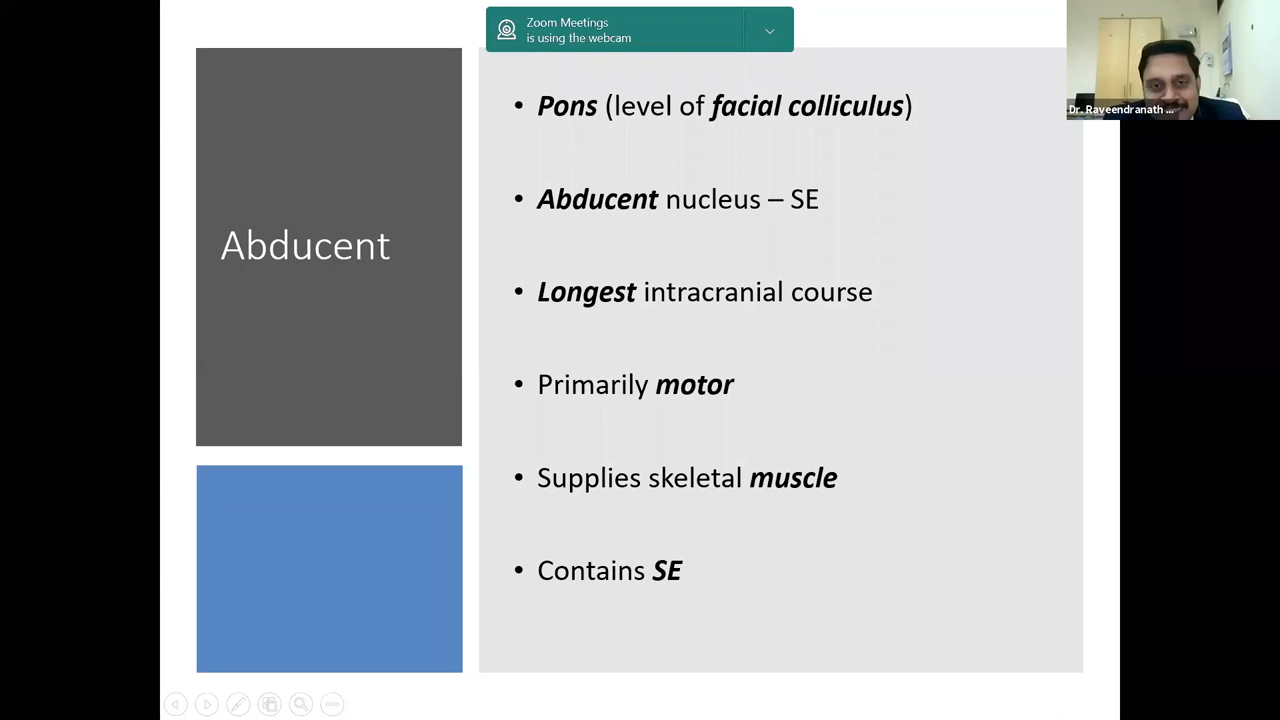 Zoom Meetings
is using the webcam
Dr. Raveendranath ...
Abducent
• Pons (level of facial colliculus)
• Abducent nucleus – SE
• Longest intracranial course
• Primarily motor
• Supplies skeletal muscle
• Contains SE